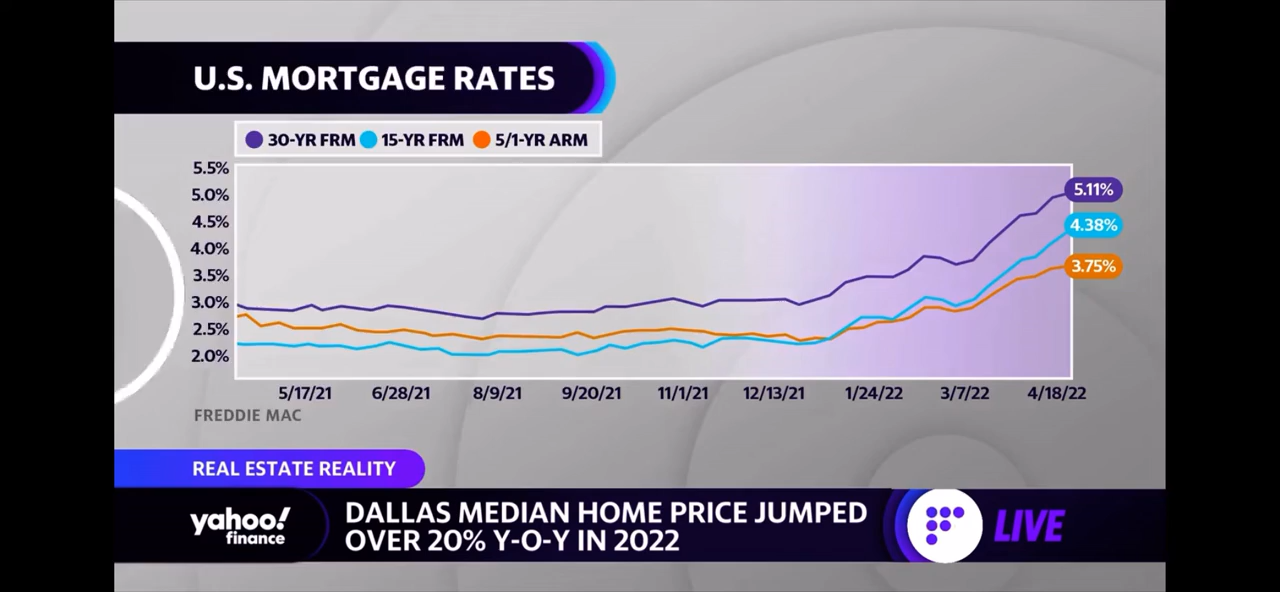 U.S. MORTGAGE RATES
30-YR FRM 15-YR FRM 5/1-YR ARM
5.5%
5.0%
4.5%
4.0%
3.5%
3.0%
2.5%
2.0%
5.11%
4.38%
3.75%
5/17/21 6/28/21 8/9/21 9/20/21 11/1/21 12/13/21 1/24/22 3/7/22 4/18/22
FREDDIE MAC
REAL ESTATE REALITY
yahoo!
finance
DALLAS MEDIAN HOME PRICE JUMPED
OVER 20% Y-O-Y IN 2022
LIVE